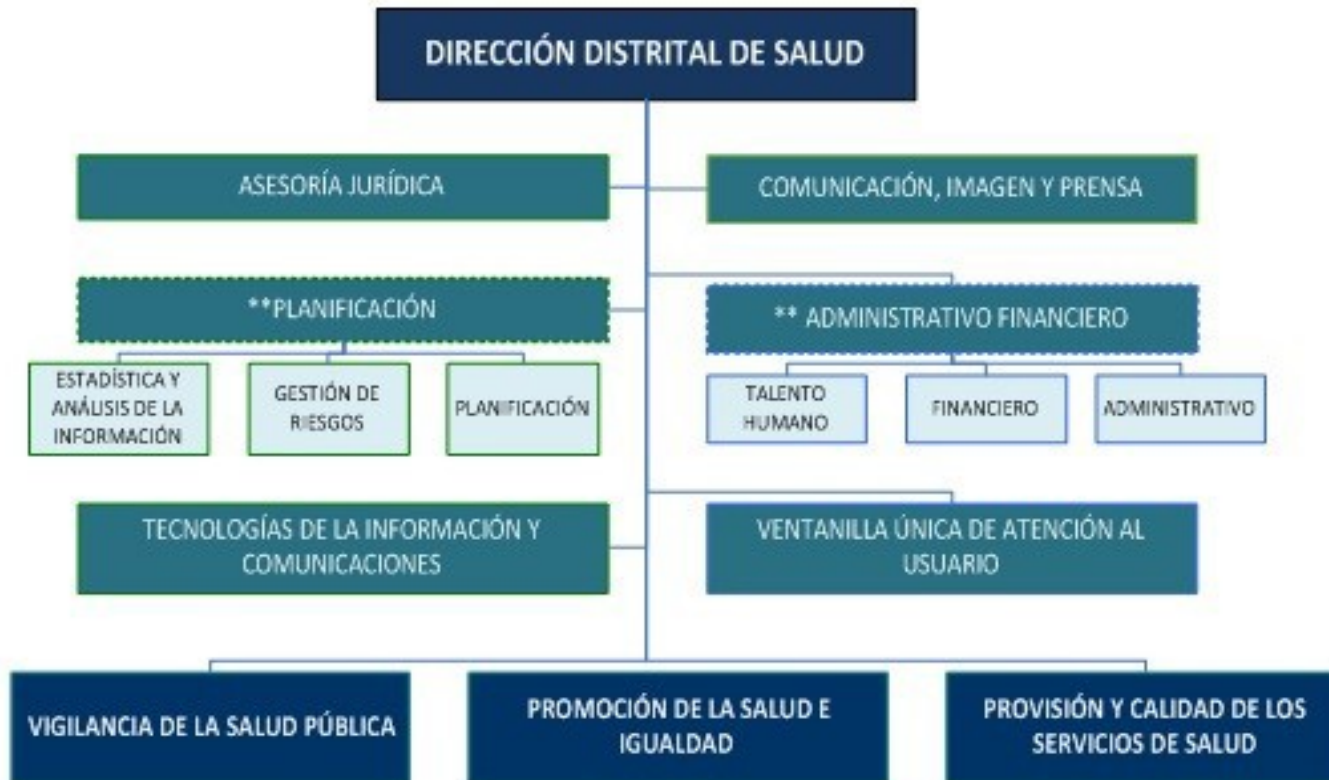 DIRECCIÓN DISTRITAL DE SALUD
ASESORÍA JURÍDICA
COMUNICACIÓN, IMAGEN Y PRENSA
**PLANIFICACIÓN
** ADMINISTRATIVO FINANCIERO
ESTADÍSTICA Y
ANÁLISIS DE LA
INFORMACIÓN
GESTIÓN DE
RIESGOS
PLANIFICACIÓN
TALENTO
HUMANO
FINANCIERO
ADMINISTRATIVO
TECNOLOGÍAS DE LA INFORMACIÓN Y
COMUNICACIONES
VENTANILLA ÚNICA DE ATENCIÓN AL
USUARIO
VIGILANCIA DE LA SALUD PÚBLICA
PROMOCIÓN DE LA SALUD E
IGUALDAD
PROVISIÓN Y CALIDAD DE LOS
SERVICIOS DE SALUD